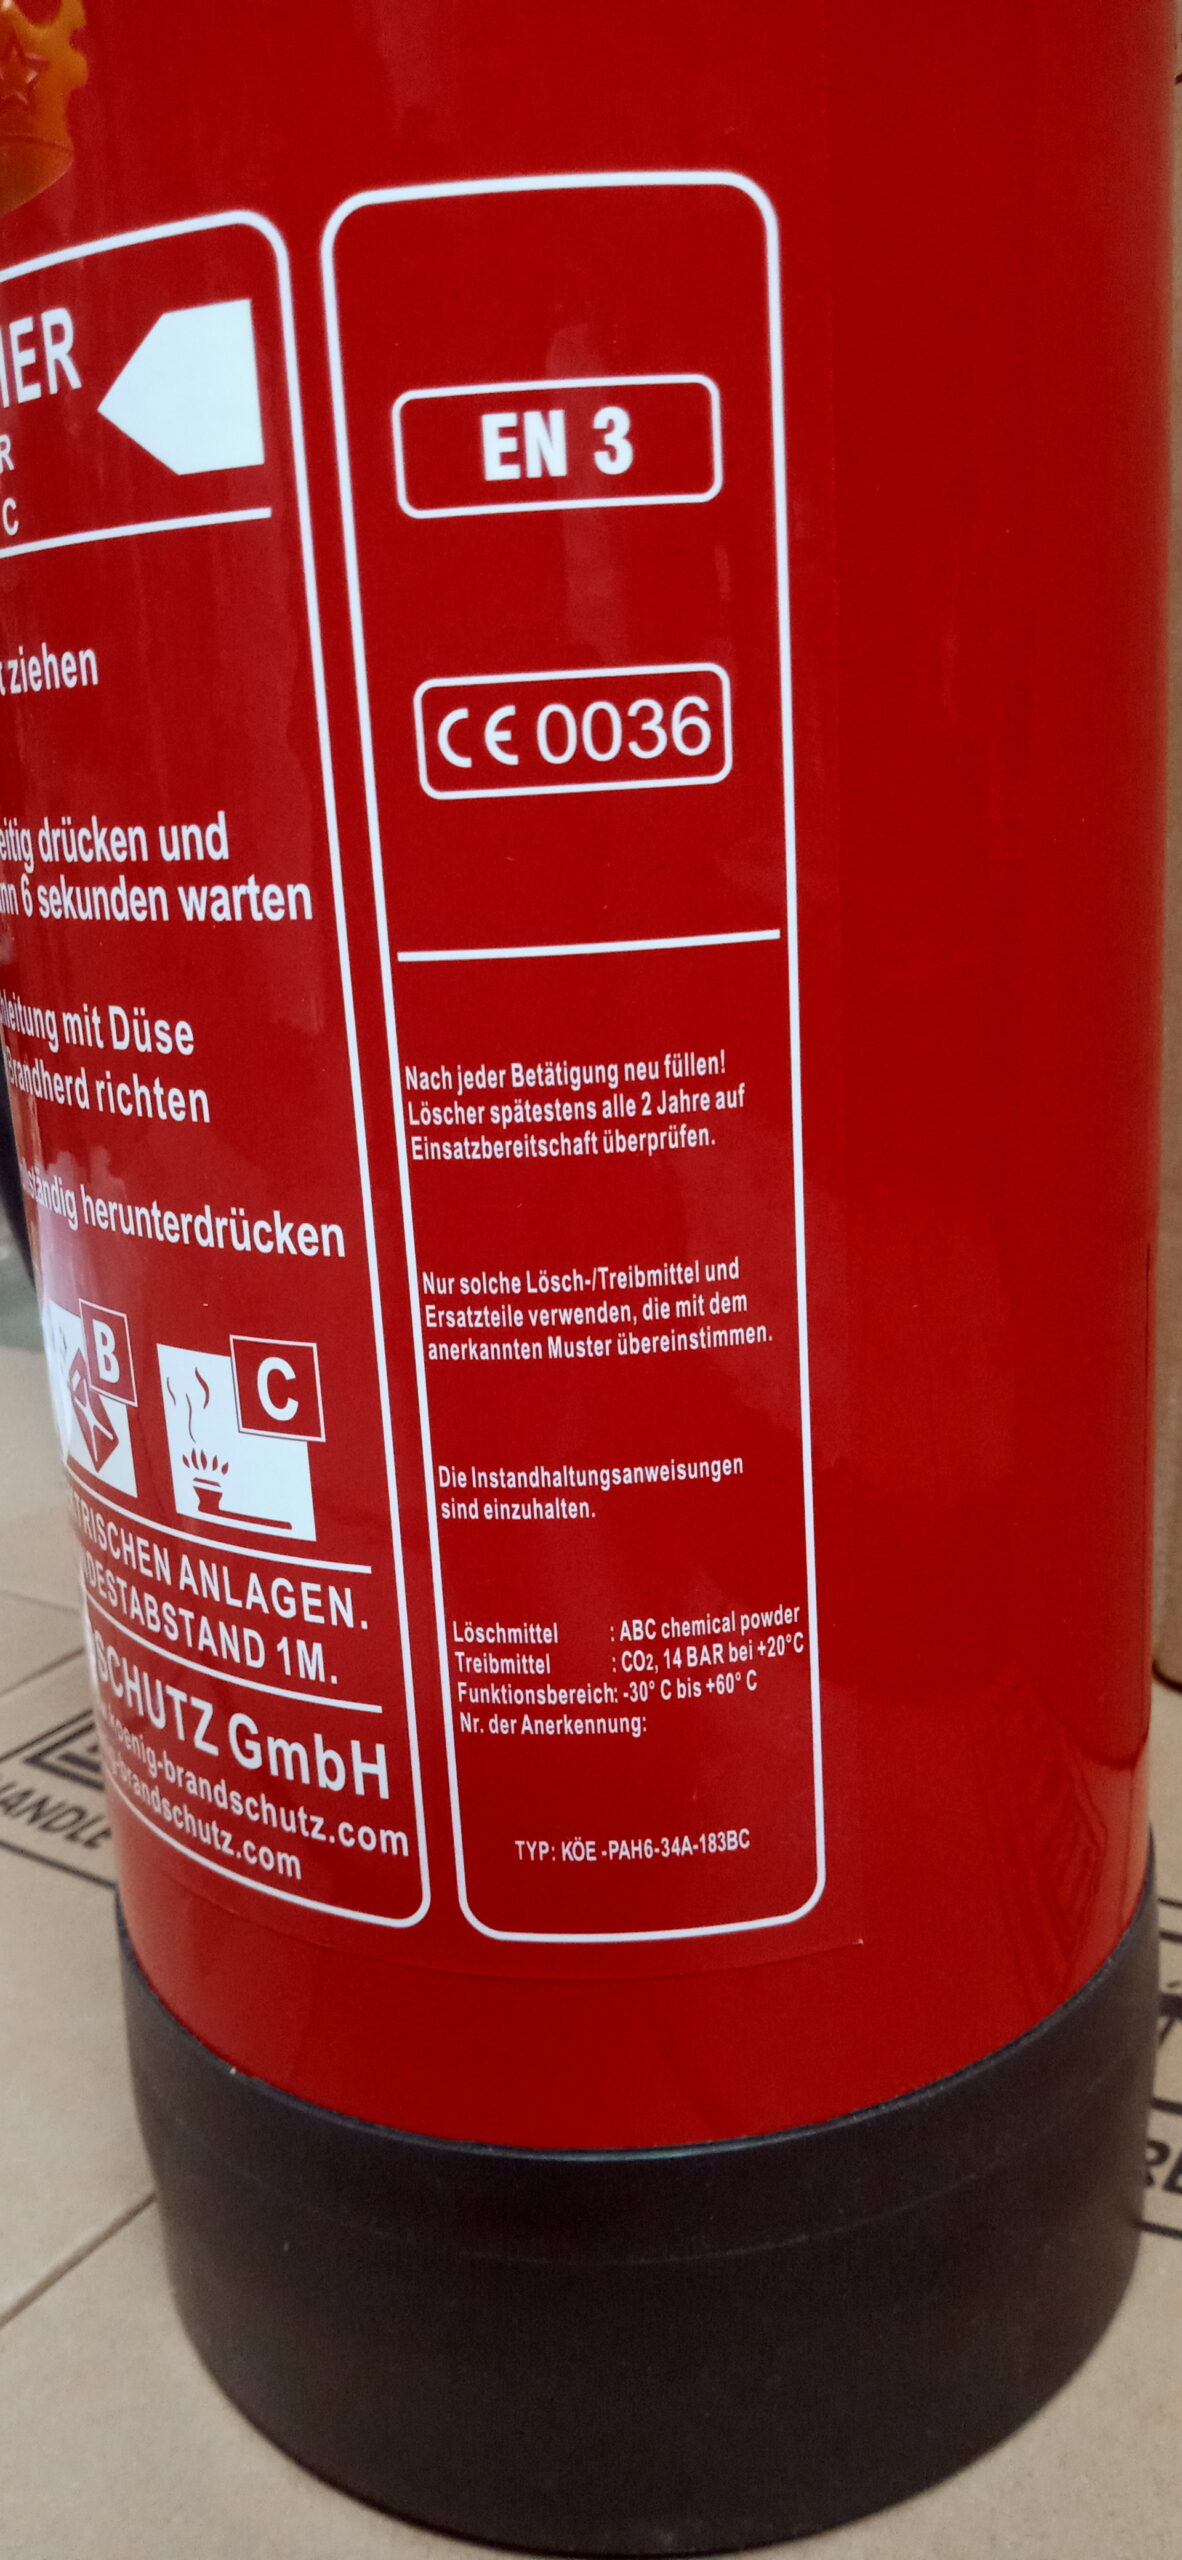 ER
R
C
ziehen
drücken und
6 sekunden warten
mit Düse
Brandherd richten
herunterdrücken
B
C
TRISCHEN ANLAGEN.
DESTABSTAND 1M.
SCHUTZ GmbH
koenig-brandschutz.com
brandschutz.com
EN 3
CE 0036
Nach jeder Betätigung neu füllen!
Löscher spätestens alle 2 Jahre auf
Einsatzbereitschaft überprüfen.
Nur solche Lösch-/Treibmittel und
Ersatzteile verwenden, die mit dem
anerkannten Muster übereinstimmen.
Die Instandhaltungsanweisungen
sind einzuhalten.
Löschmittel : ABC chemical powder
Treibmittel : CO2, 14 BAR bei +20°C
Funktionsbereich: -30° C bis +60° C
Nr. der Anerkennung:
TYP: KÖE -PAH6-34A-183BC
HANDLE